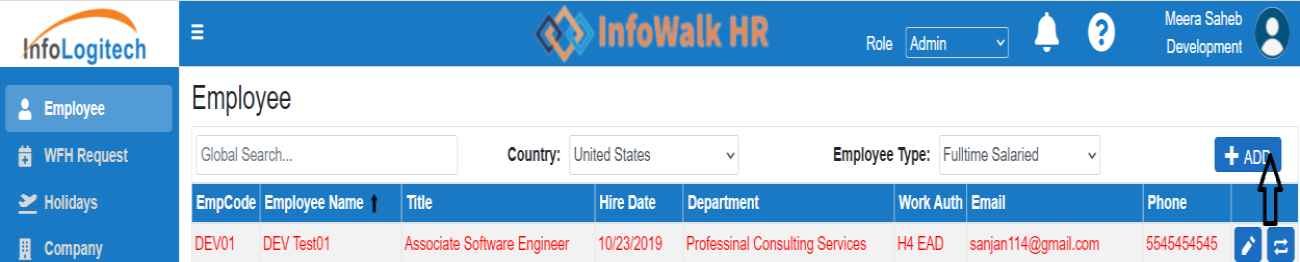 InfoLogitech
InfoWalk HR
Role Admin
Meera Saheb
Development
Employee
WFH Request
Holidays
Company
Employee
Global Search... Country: United States Employee Type: Fulltime Salaried + ADD
EmpCode Employee Name Title Hire Date Department Work Auth Email Phone
DEV01 DEV Test01 Associate Software Engineer 10/23/2019 Professinal Consulting Services H4 EAD sanjan114@gmail.com 5545454545